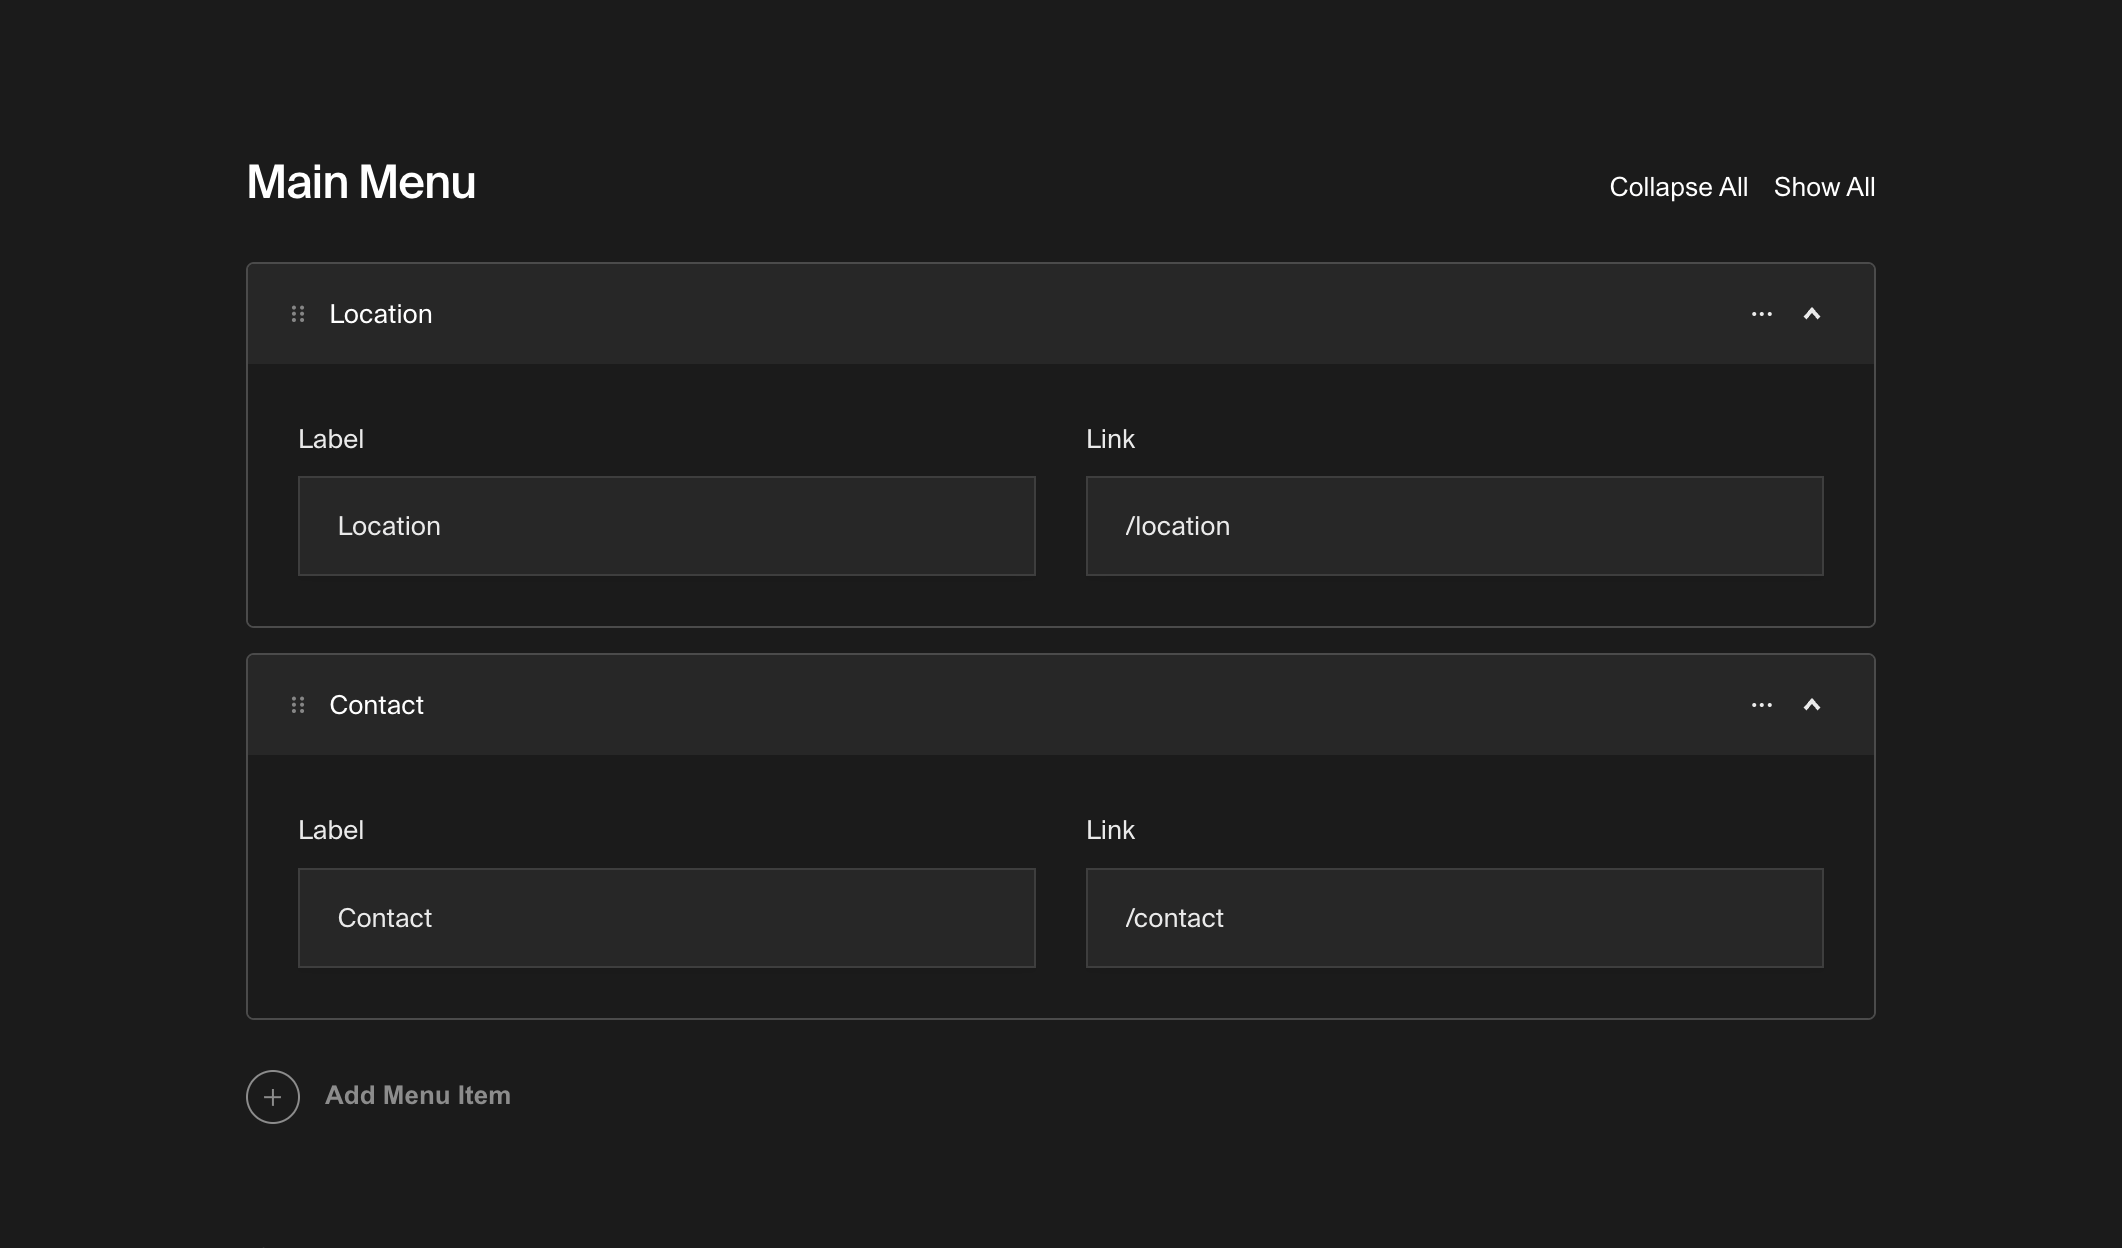 Main Menu
Collapse All Show All
Location
Label Link
Location /location
Contact
Label Link
Contact /contact
Add Menu Item